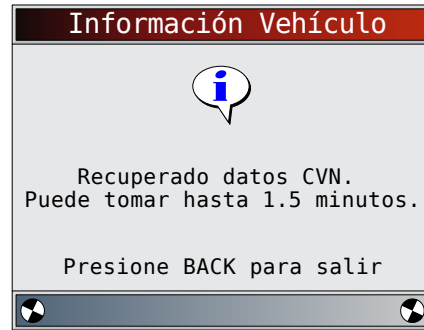 Información Vehículo
i
Recuperado datos CVN.
Puede tomar hasta 1.5 minutos.
Presione BACK para salir